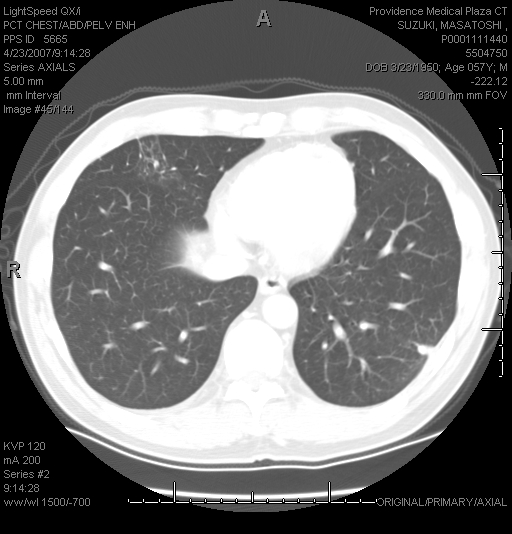 LightSpeed QX/i
PCT CHEST/ABD/PELV ENH
PPS ID 5665
4/23/2007/9:14:28
Series AXIALS
5.00 mm
mm Interval
Image #45/144
A
Providence Medical Plaza CT
SUZUKI, MASATOSHI ,
P0001111440
5504750
DOB 3/23/1950; Age 057Y; M
-222.12
330.0 mm FOV
R
KVP 120
mA 200
Series #2
9:14:28
ww/wl 1500/-700
ORIGINAL/PRIMARY/AXIAL